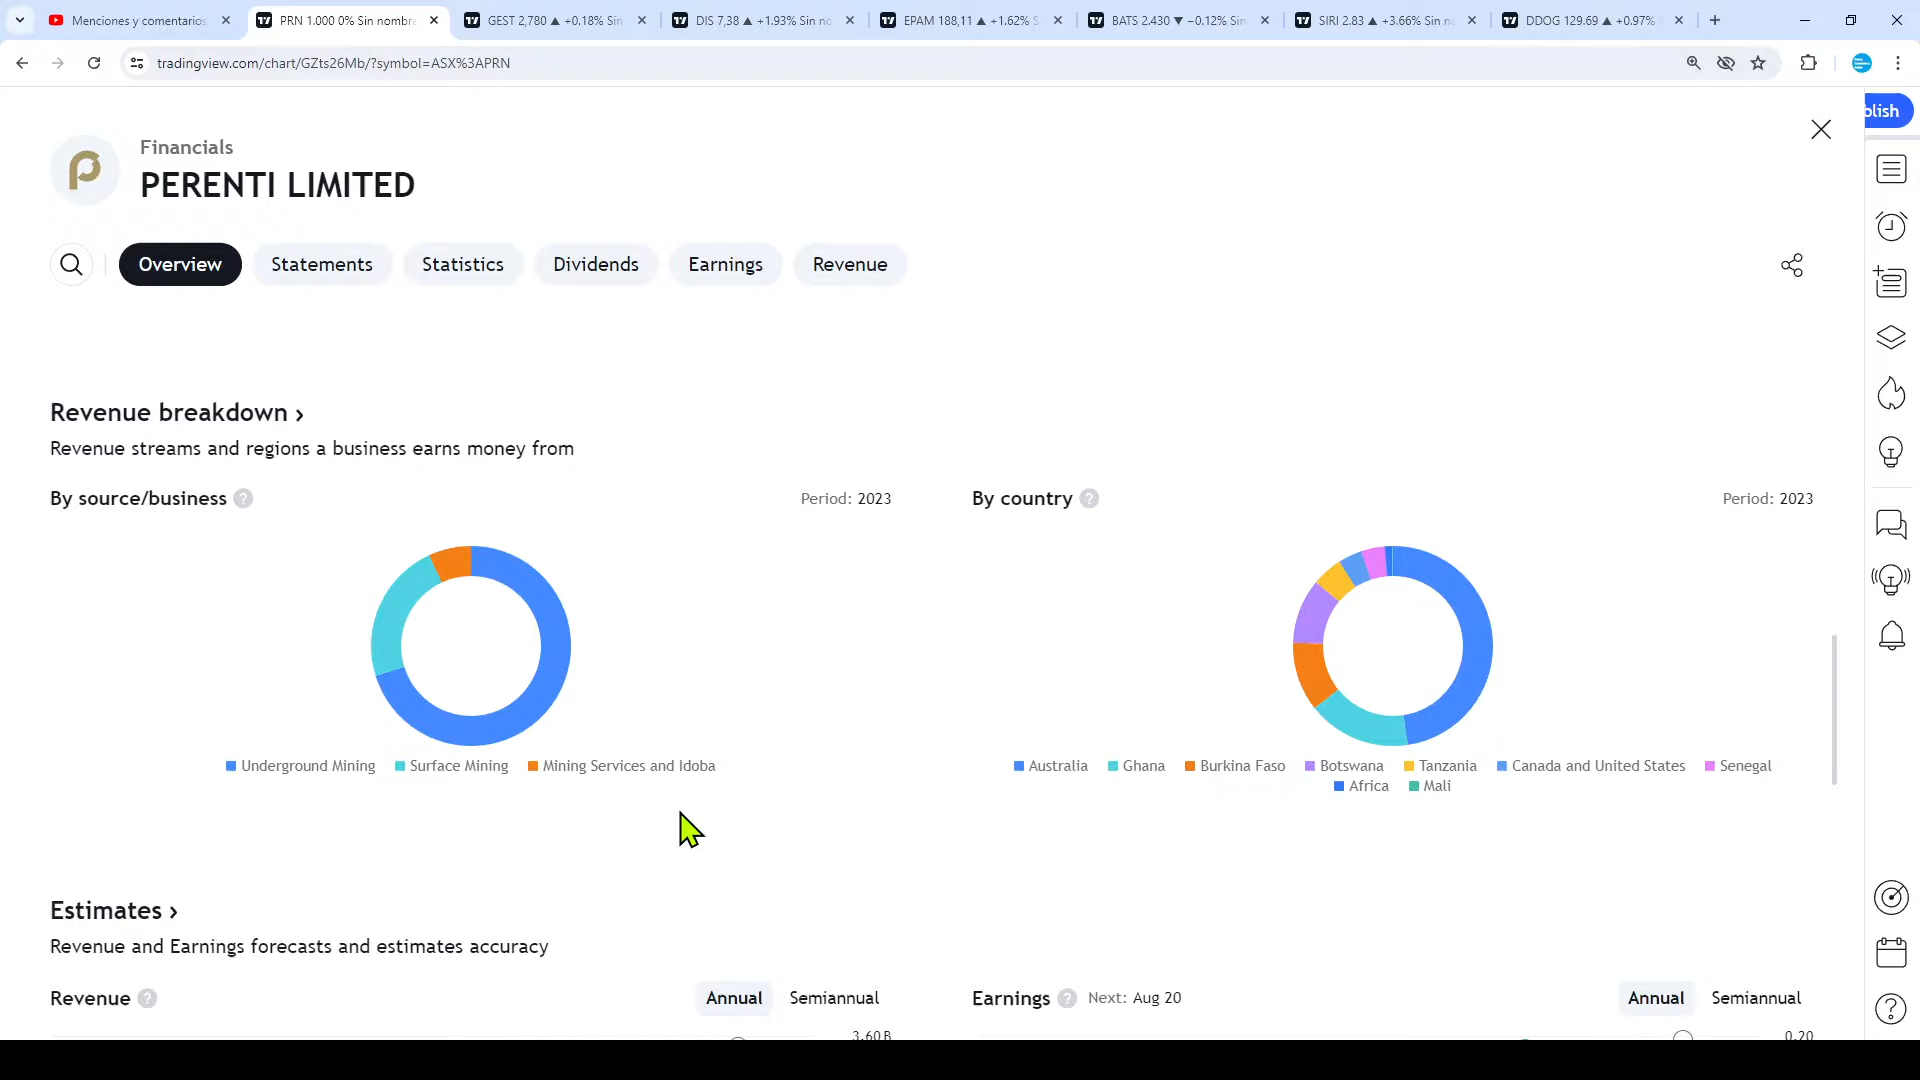 Menciones y comentarios
PRN 1.000 0% Sin nombre
GEST 2,780 ▲ +0.18% Sin
DIS 7,38 ▲ +1.93% Sin no
EPAM 188,11 ▲ +1.62% S
BATS 2.430 ▼ −0.12% Sin
SIRI 2.83 ▲ +3.66% Sin n
DDOG 129.69 ▲ +0.97%
tradingview.com/chart/GZts26Mb/?symbol=ASX%3APRN
blish
Financials
PERENTI LIMITED
Overview
Statements
Statistics
Dividends
Earnings
Revenue
Revenue breakdown ›
Revenue streams and regions a business earns money from
By source/business ?
Period: 2023
By country ?
Period: 2023
Underground Mining
Surface Mining
Mining Services and Idoba
Australia
Ghana
Burkina Faso
Botswana
Tanzania
Canada and United States
Senegal
Africa
Mali
Estimates ›
Revenue and Earnings forecasts and estimates accuracy
Revenue ?
Annual
Semiannual
Earnings ? Next: Aug 20
Annual
Semiannual
3.60 B
0.20